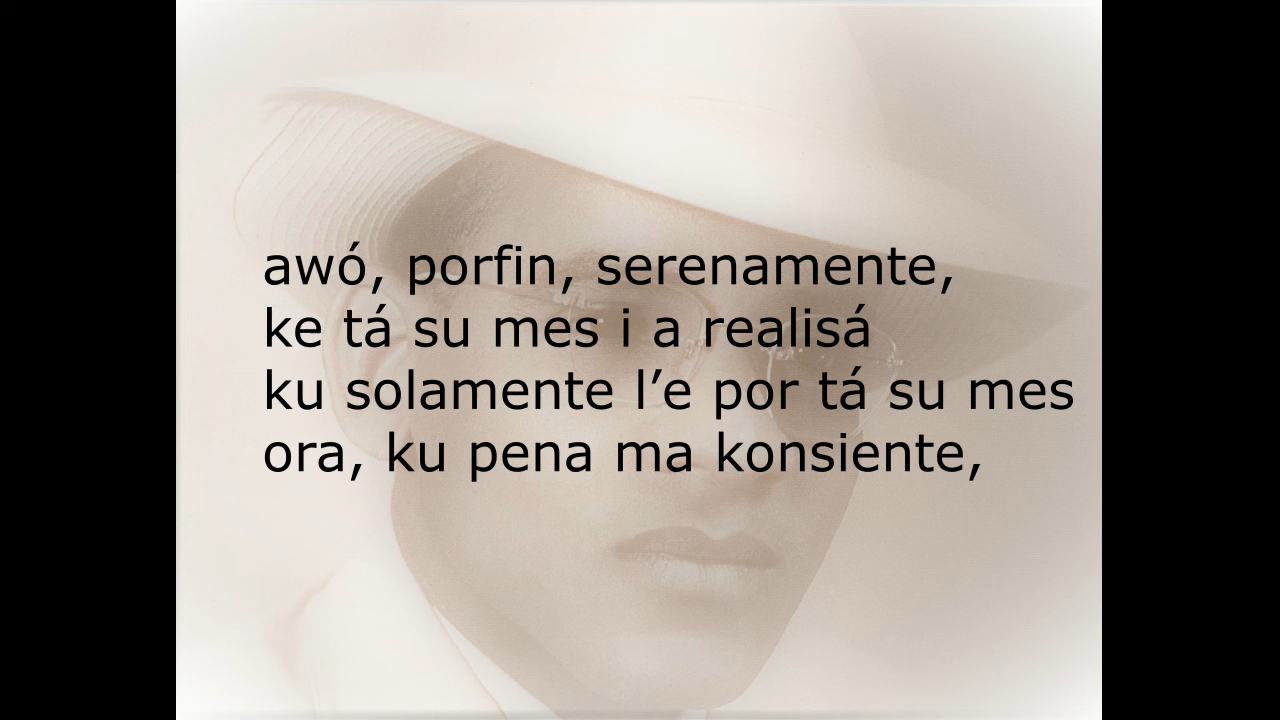 awó, porfin, serenamente,
ke tá su mes i a realisá
ku solamente l’e por tá su mes
ora, ku pena ma konsiente,